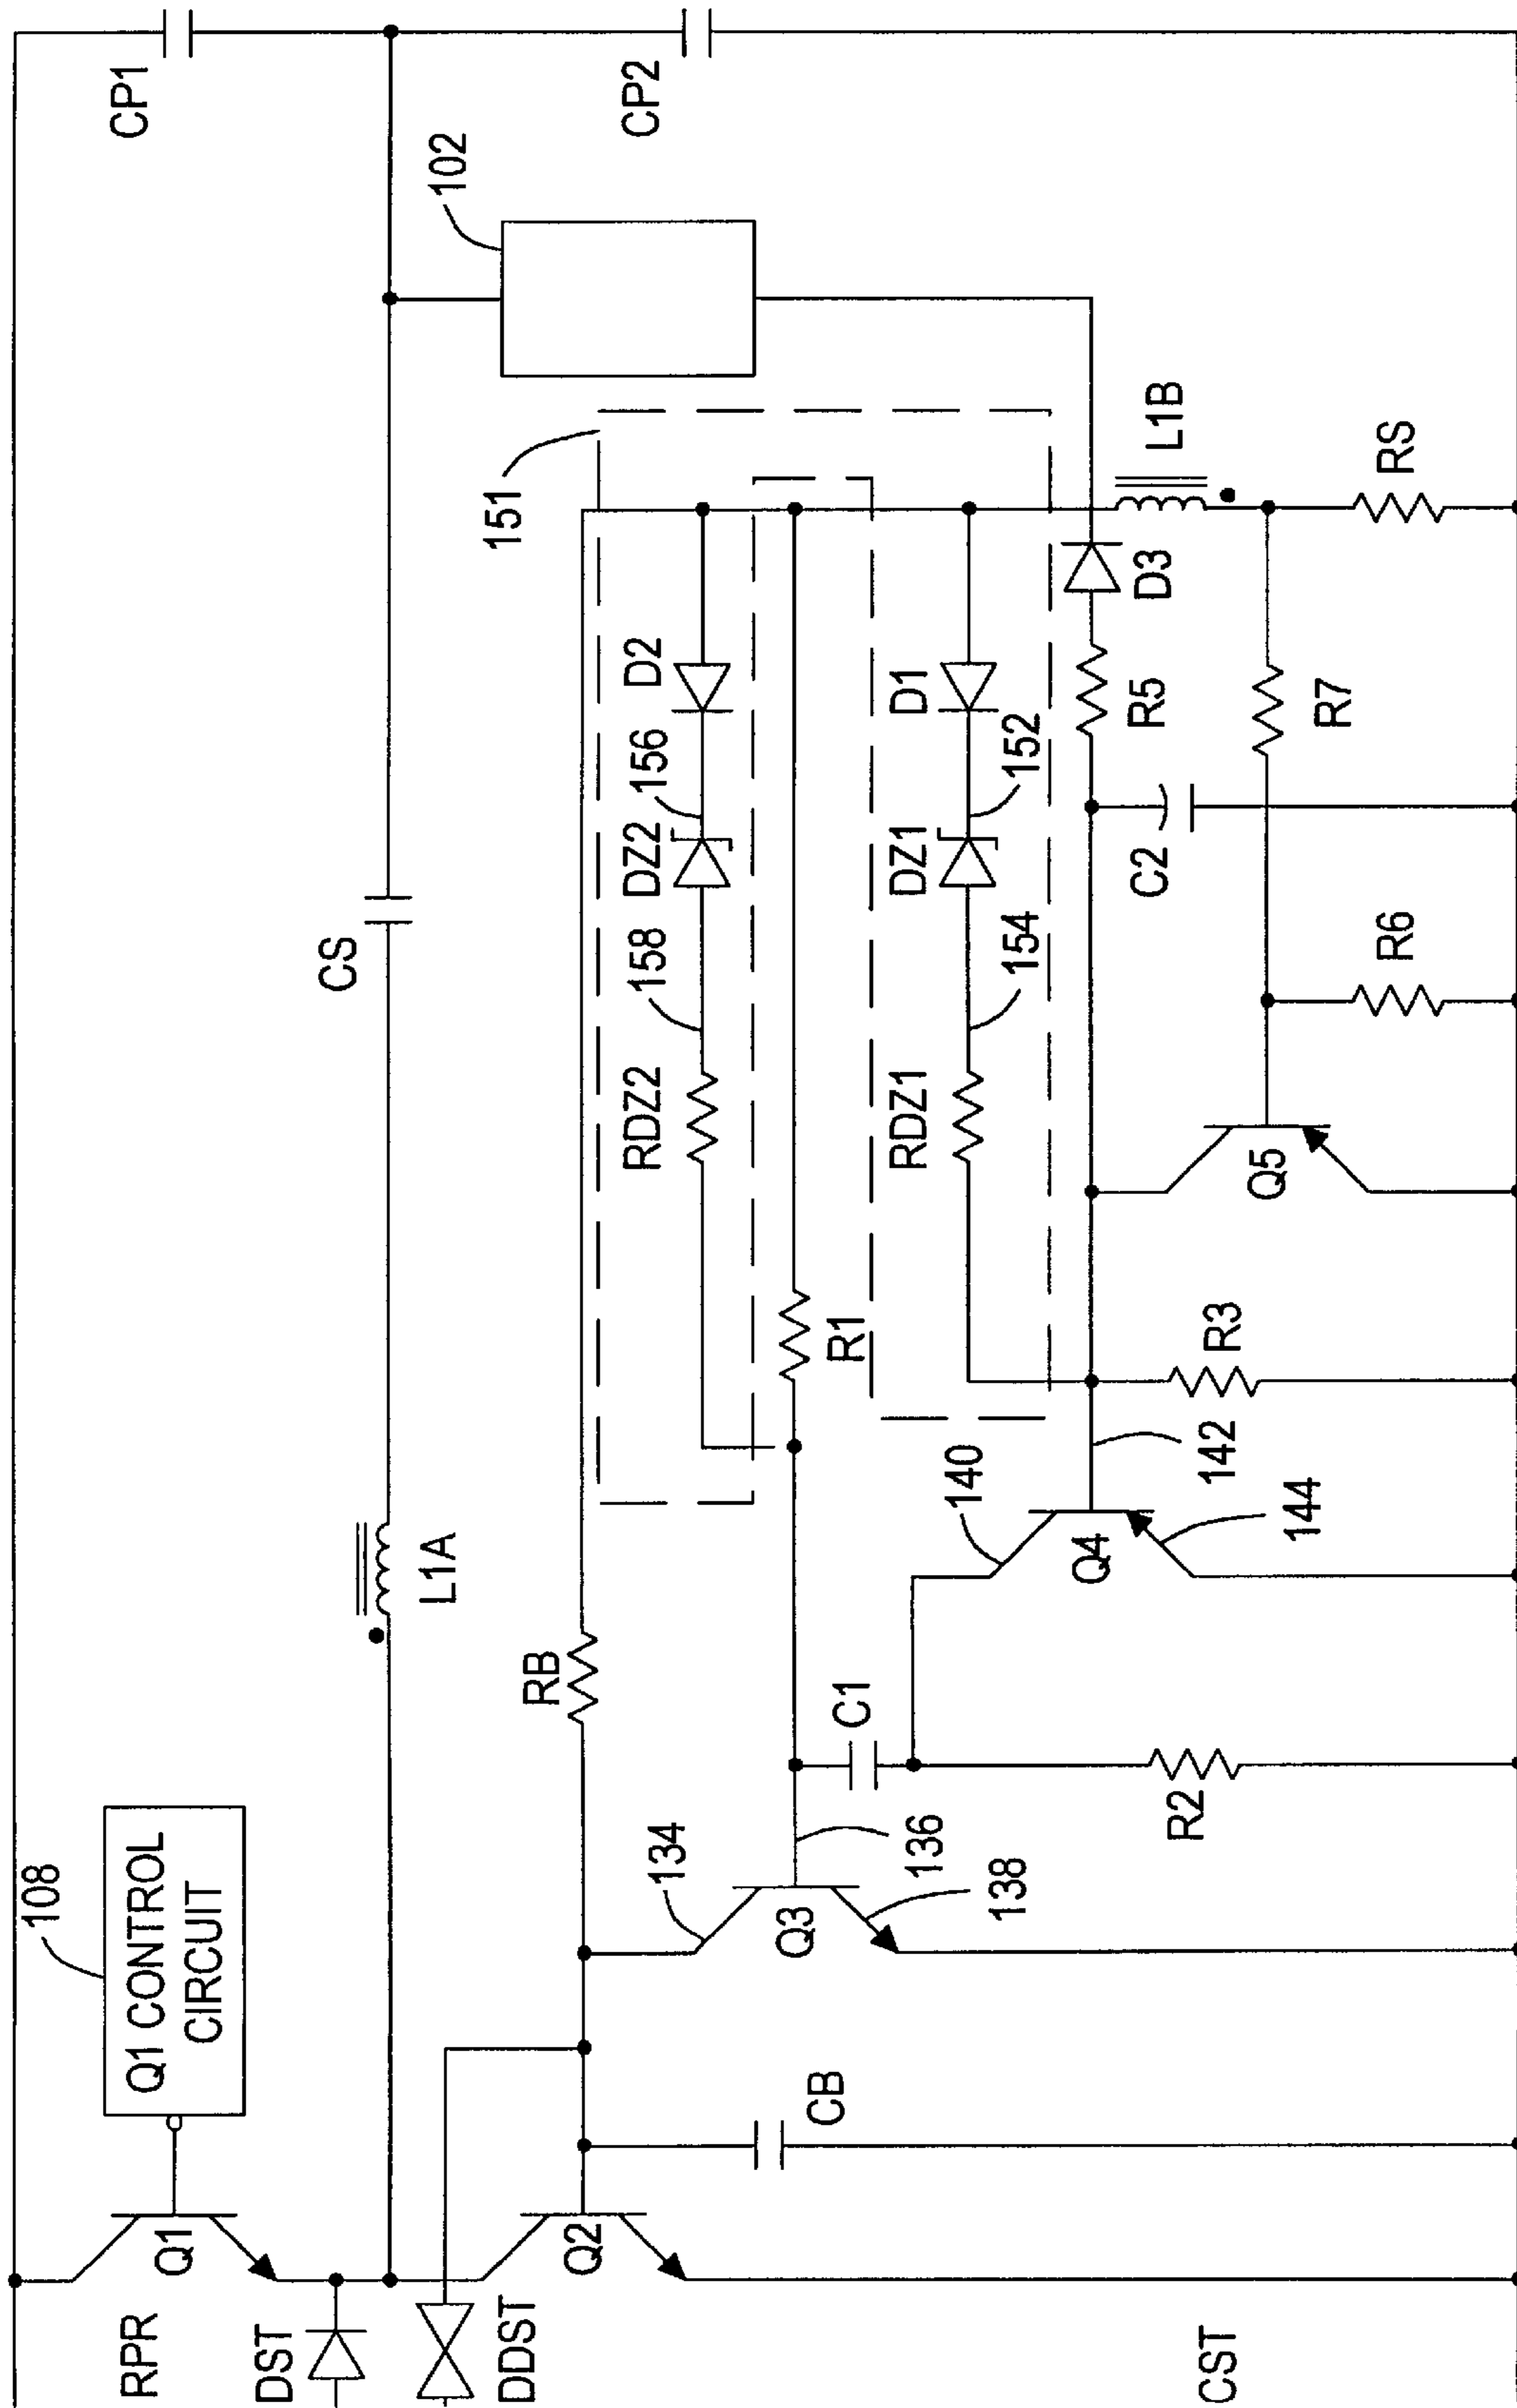 RPR
DST
DDST
CST
108
Q1 CONTROL
CIRCUIT
Q1
Q2
CB
L1A
CS
RB
134
Q3
136
138
C1
R2
140
Q4
142
144
R1
R3
RDZ2
158
DZ2
156
D2
RDZ1
154
DZ1
152
D1
151
Q5
R6
C2
R5
R7
D3
L1B
RS
102
CP1
CP2